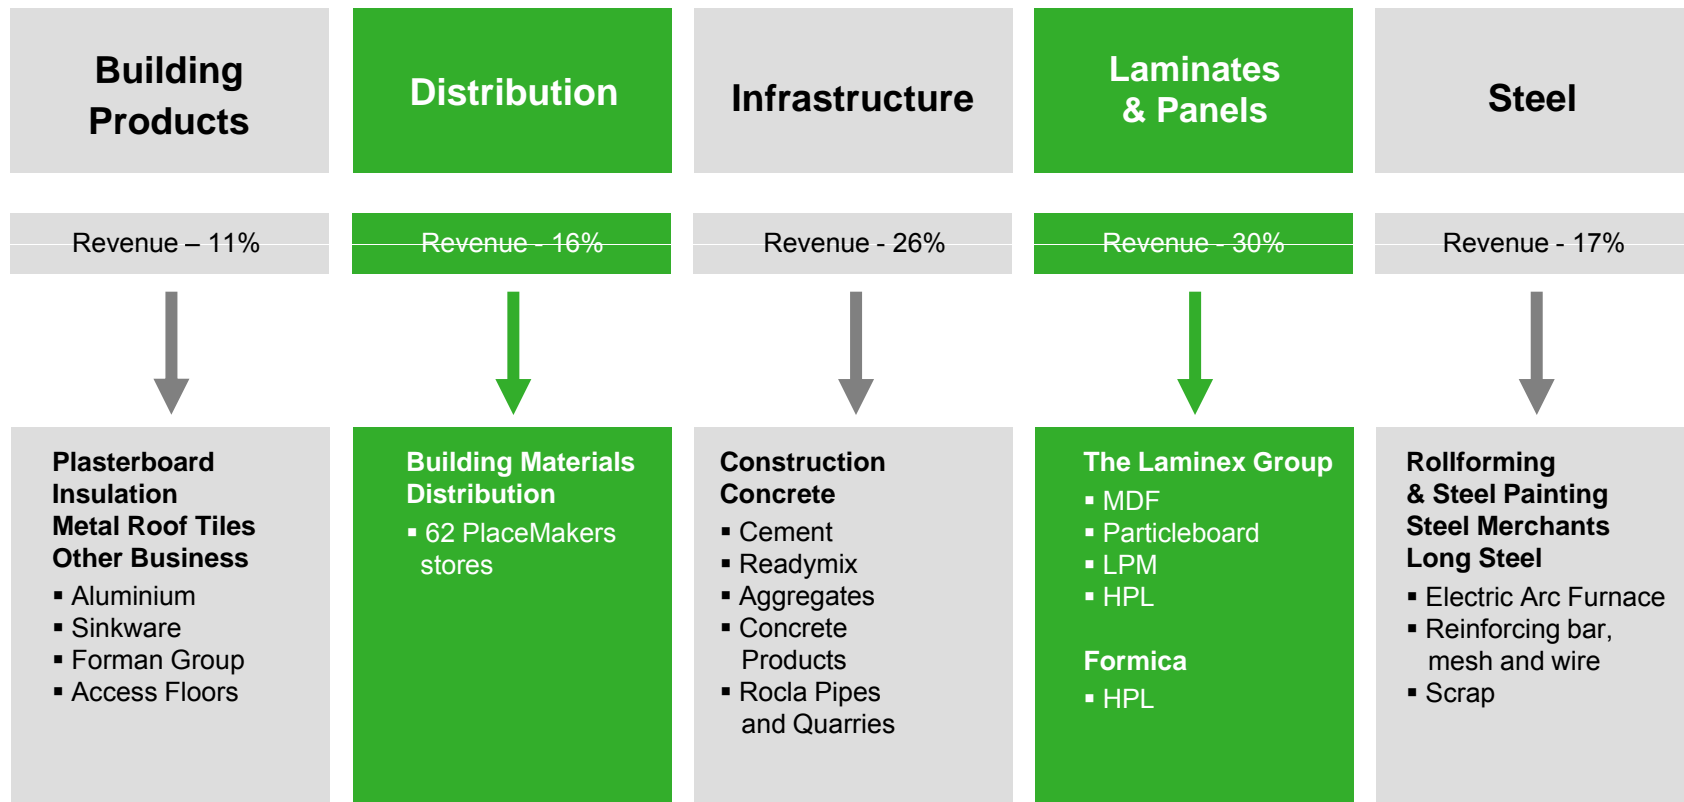 Building
Products
Distribution
Infrastructure
Laminates
& Panels
Steel
Revenue – 11%
Revenue - 16%
Revenue - 26%
Revenue - 30%
Revenue - 17%
Plasterboard
Insulation
Metal Roof Tiles
Other Business
▪ Aluminium
▪ Sinkware
▪ Forman Group
▪ Access Floors
Building Materials
Distribution
▪ 62 PlaceMakers
stores
Construction
Concrete
▪ Cement
▪ Readymix
▪ Aggregates
▪ Concrete
Products
▪ Rocla Pipes
and Quarries
The Laminex Group
▪ MDF
▪ Particleboard
▪ LPM
▪ HPL
Formica
▪ HPL
Rollforming
& Steel Painting
Steel Merchants
Long Steel
▪ Electric Arc Furnace
▪ Reinforcing bar,
mesh and wire
▪ Scrap